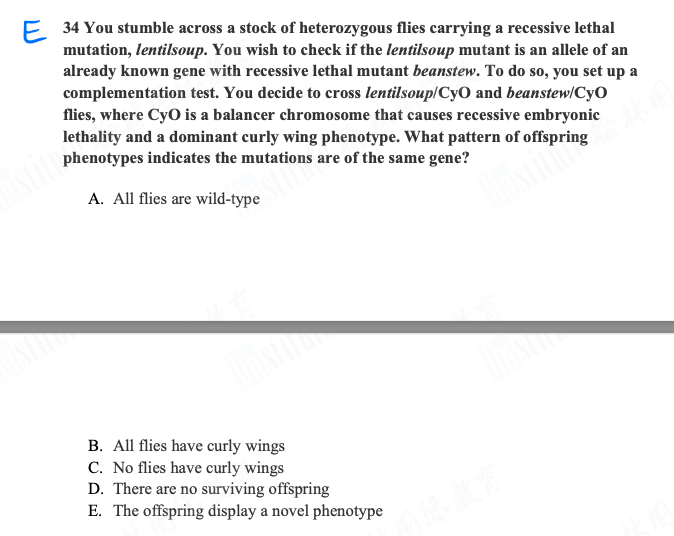 E 34 You stumble across a stock of heterozygous flies carrying a recessive lethal
mutation, lentilsoup. You wish to check if the lentilsoup mutant is an allele of an
already known gene with recessive lethal mutant beanstew. To do so, you set up a
complementation test. You decide to cross lentilsoup/CyO and beanstew/CyO
flies, where CyO is a balancer chromosome that causes recessive embryonic
lethality and a dominant curly wing phenotype. What pattern of offspring
phenotypes indicates the mutations are of the same gene?
A. All flies are wild-type
B. All flies have curly wings
C. No flies have curly wings
D. There are no surviving offspring
E. The offspring display a novel phenotype